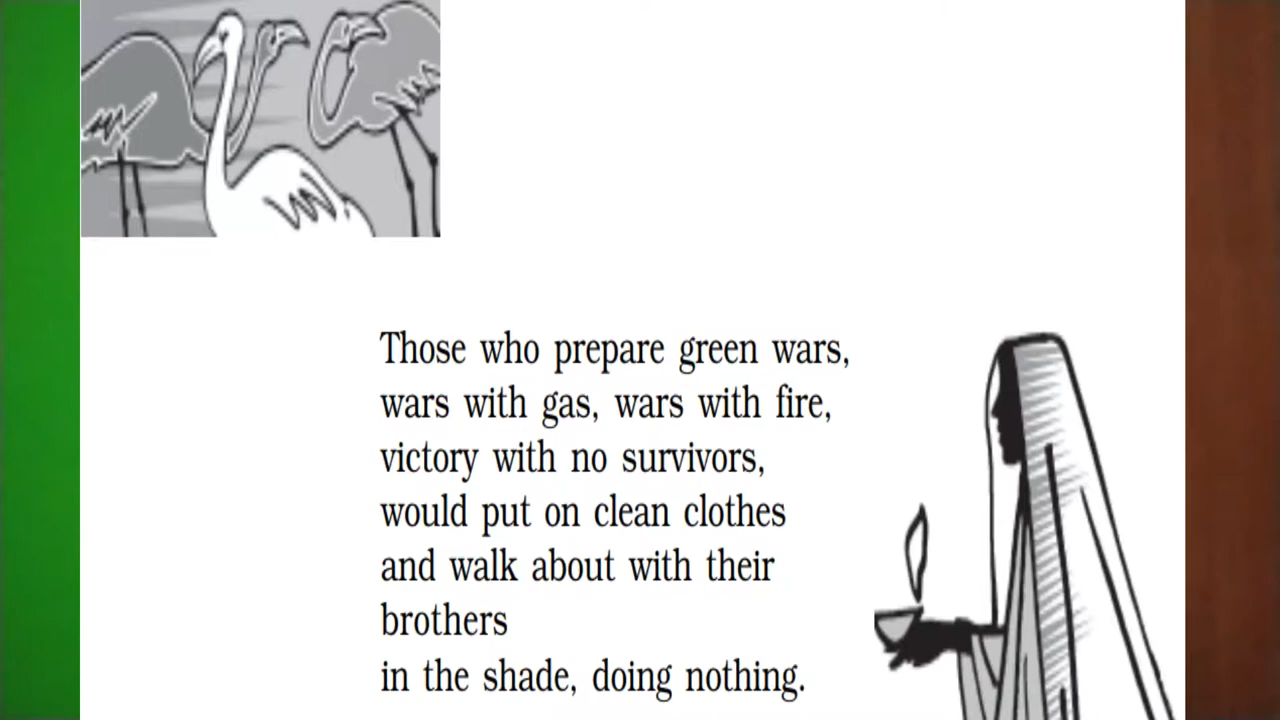 Those who prepare green wars,
wars with gas, wars with fire,
victory with no survivors,
would put on clean clothes
and walk about with their
brothers
in the shade, doing nothing.